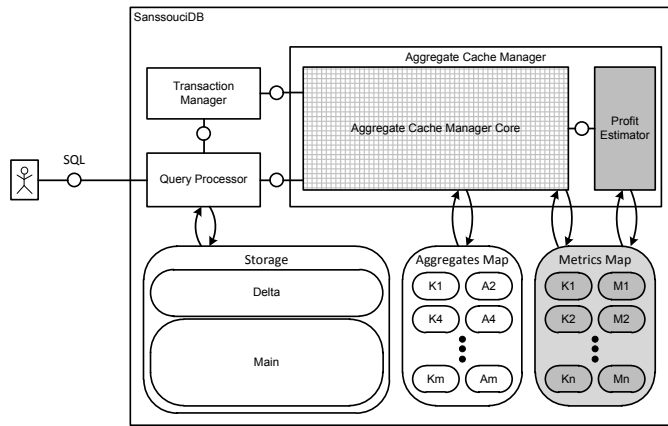 SanssouciDB
Aggregate Cache Manager
Transaction
Manager
Aggregate Cache Manager Core
Profit
Estimator
SQL
Query Processor
Storage
Aggregates Map
Metrics Map
Delta
K1
A2
K1
M1
K4
A4
K2
M2
Main
Km
Am
Kn
Mn